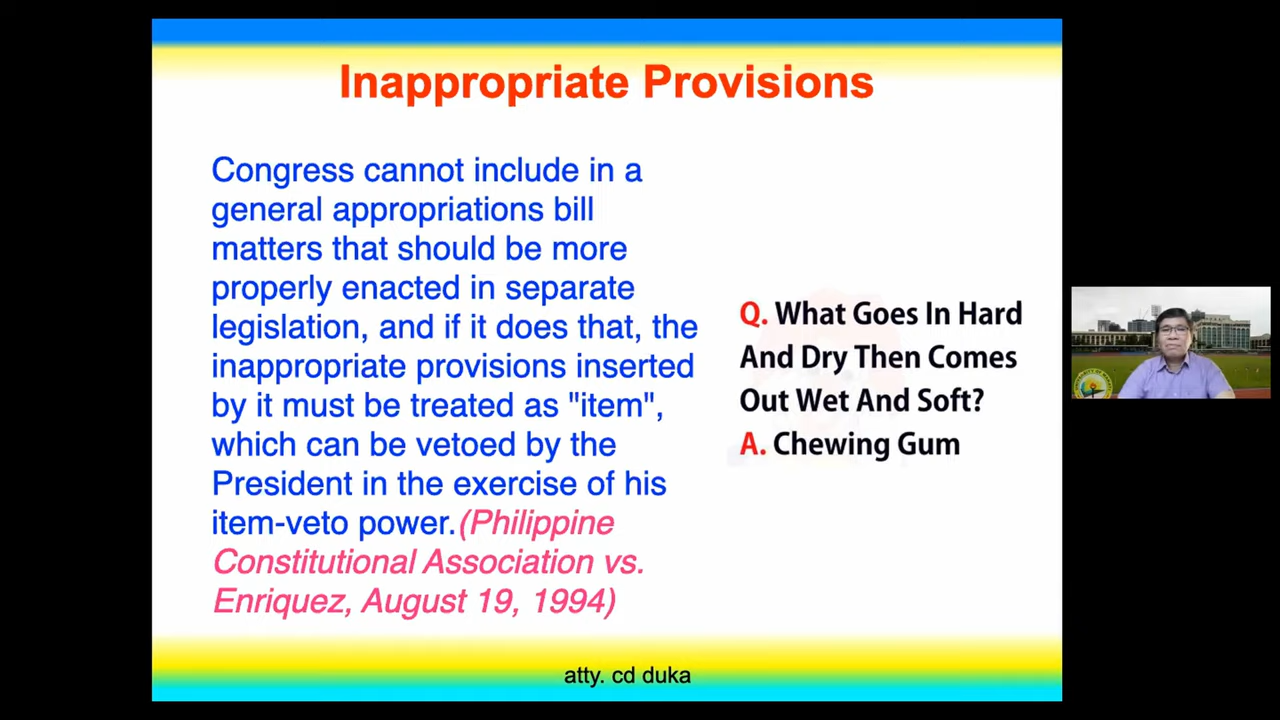 Inappropriate Provisions
Congress cannot include in a
general appropriations bill
matters that should be more
properly enacted in separate
legislation, and if it does that, the
inappropriate provisions inserted
by it must be treated as "item",
which can be vetoed by the
President in the exercise of his
item-veto power.(Philippine
Constitutional Association vs.
Enriquez, August 19, 1994)
Q. What Goes In Hard
And Dry Then Comes
Out Wet And Soft?
A. Chewing Gum
atty. cd duka